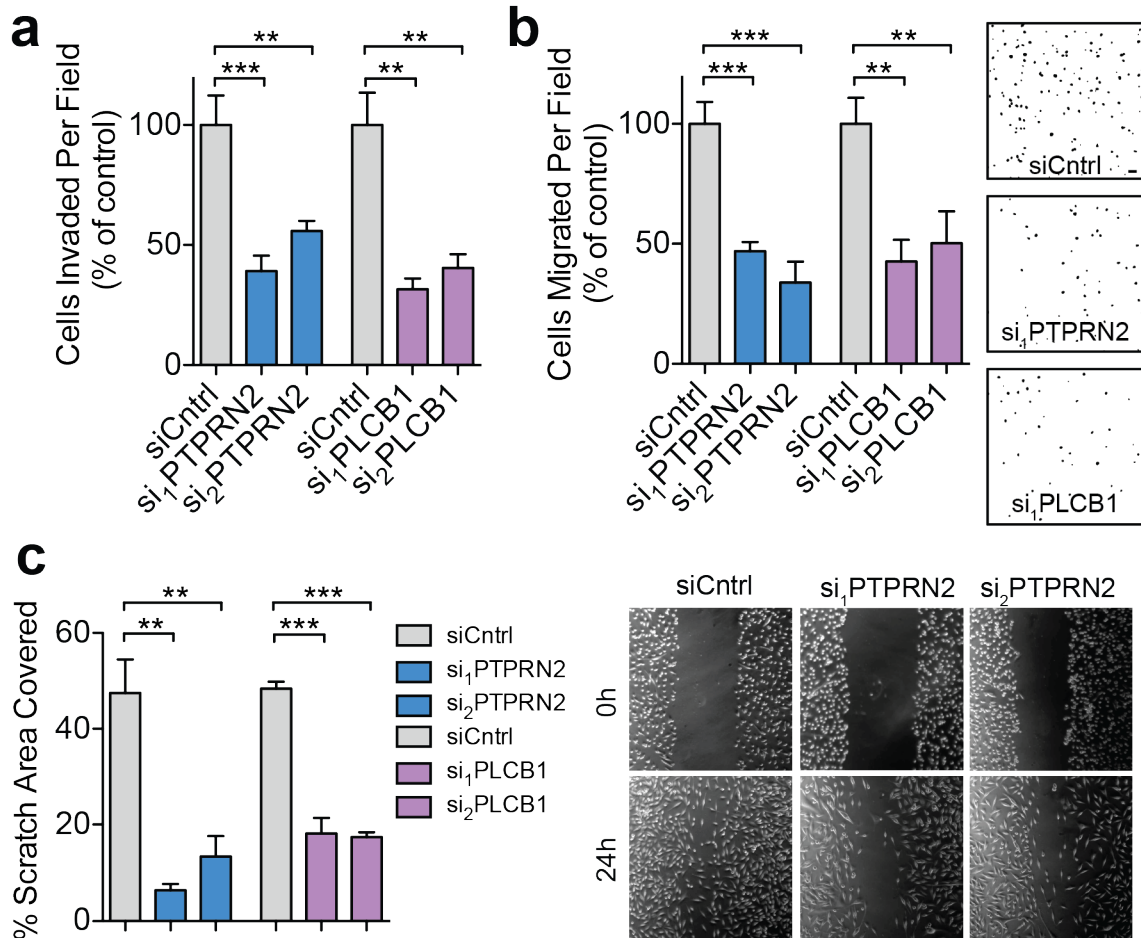 a
** **
*** **
Cells Invaded Per Field
(% of control)
100
50
0
siCntrl
si1PTPRN2
si2PTPRN2
siCntrl
si1PLCB1
si2PLCB1
b
*** **
*** **
Cells Migrated Per Field
(% of control)
100
50
0
siCntrl
si1PTPRN2
si2PTPRN2
siCntrl
si1PLCB1
si2PLCB1
siCntrl
si1PTPRN2
si1PLCB1
c
** ***
** ***
% Scratch Area Covered
60
40
20
0
siCntrl
si1PTPRN2
si2PTPRN2
siCntrl
si1PLCB1
si2PLCB1
siCntrl si1PTPRN2 si2PTPRN2
0h
24h